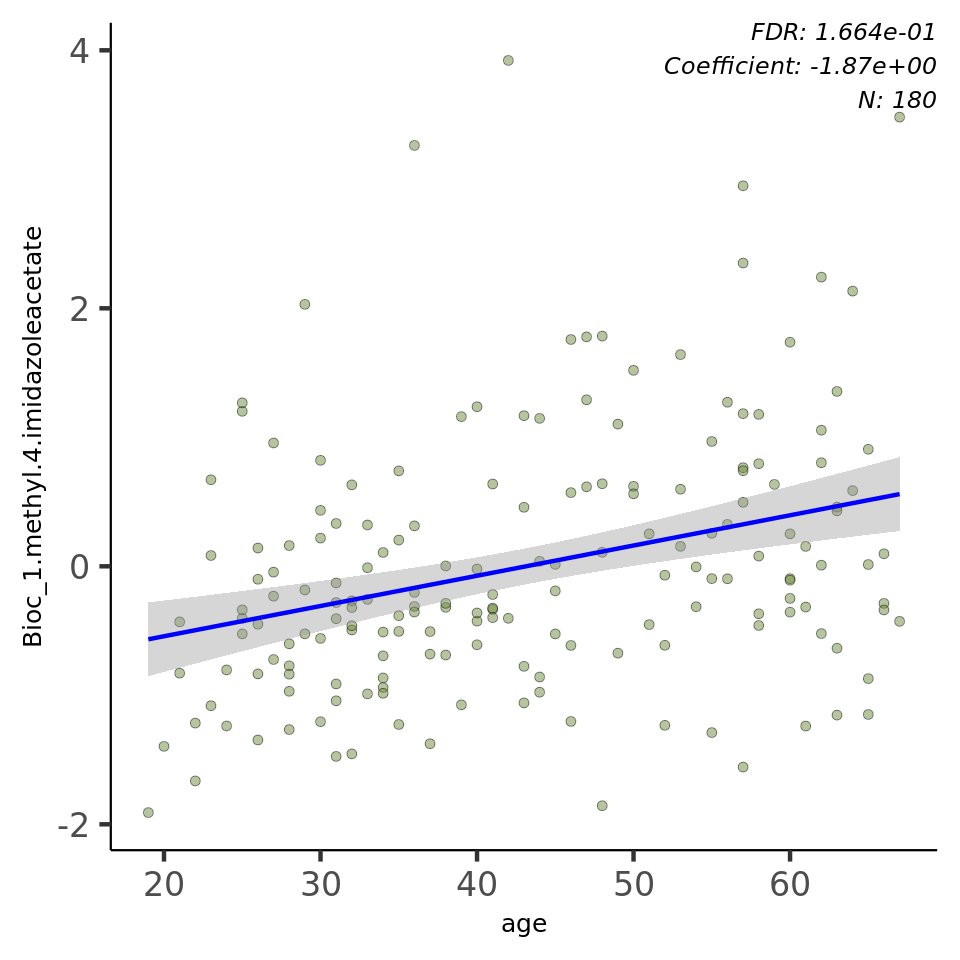 FDR: 1.664e-01
Coefficient: -1.87e+00
N: 180
4
2
0
-2
Bioc_1.methyl.4.imidazoleacetate
20 30 40 50 60
age